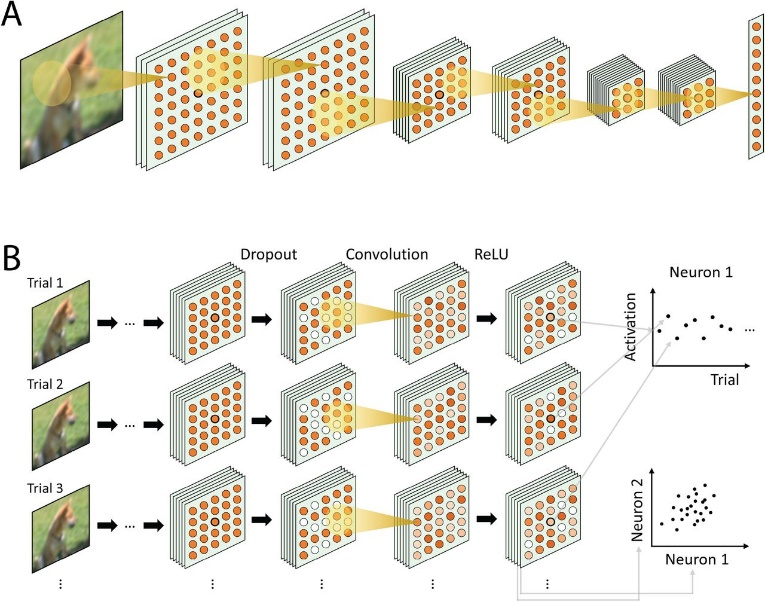 A
B
Dropout
Convolution
ReLU
Trial 1
...
Trial 2
...
Trial 3
...
Neuron 1
Activation
...
Trial
Neuron 2
Neuron 1